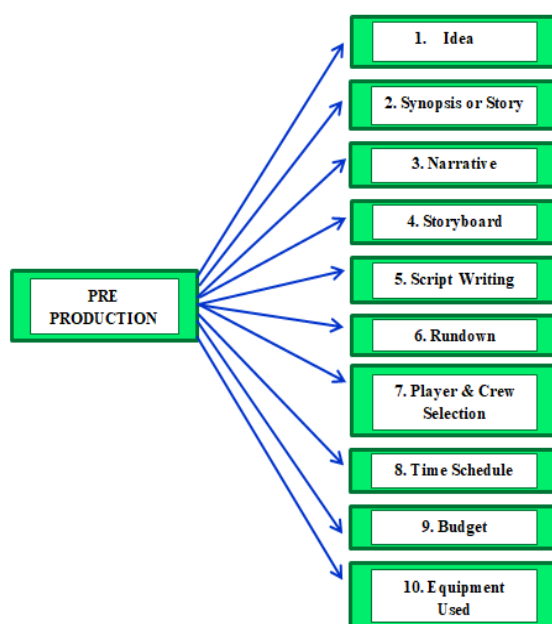 1. Idea
2. Synopsis or Story
3. Narrative
4. Storyboard
5. Script Writing
PRE
PRODUCTION
6. Rundown
7. Player & Crew
Selection
8. Time Schedule
9. Budget
10. Equipment
Used